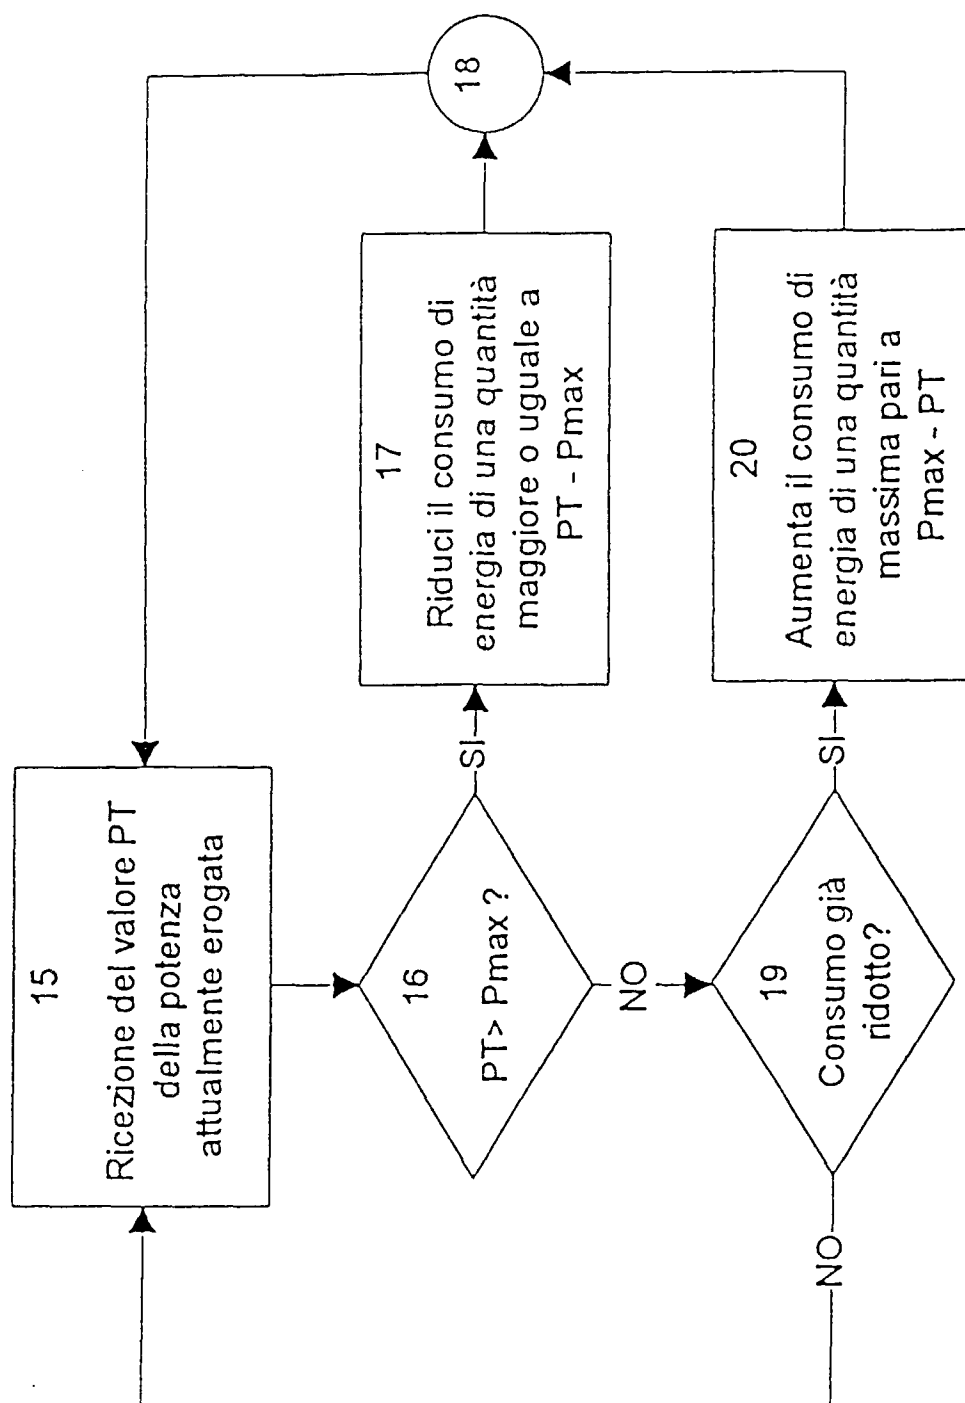 15
Ricezione del valore PT
della potenza
attualmente erogata
16
PT> Pmax ?
SI
17
Riduci il consumo di
energia di una quantità
maggiore o uguale a
PT - Pmax
18
NO
19
Consumo già
ridotto?
SI
20
Aumenta il consumo di
energia di una quantità
massima pari a
Pmax - PT
NO